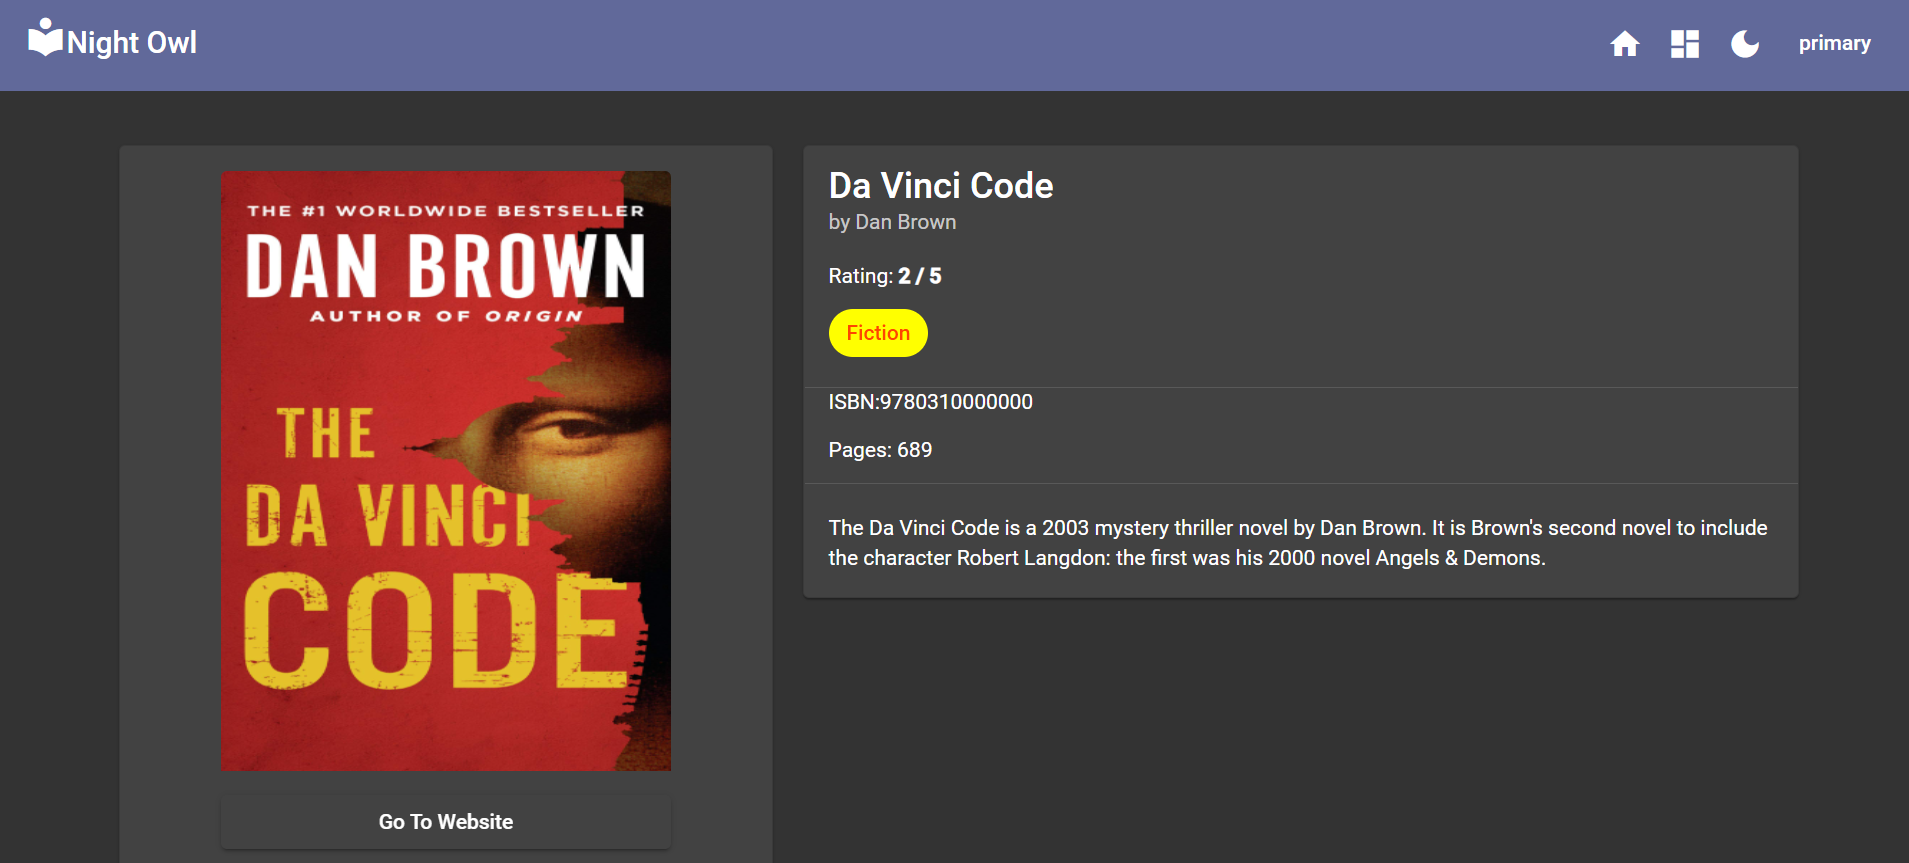 Night Owl
primary
THE #1 WORLDWIDE BESTSELLER
DAN BROWN
AUTHOR OF ORIGIN
THE
DA VINCI
CODE
Go To Website
Da Vinci Code
by Dan Brown
Rating: 2 / 5
Fiction
ISBN:9780310000000
Pages: 689
The Da Vinci Code is a 2003 mystery thriller novel by Dan Brown. It is Brown's second novel to include
the character Robert Langdon: the first was his 2000 novel Angels & Demons.